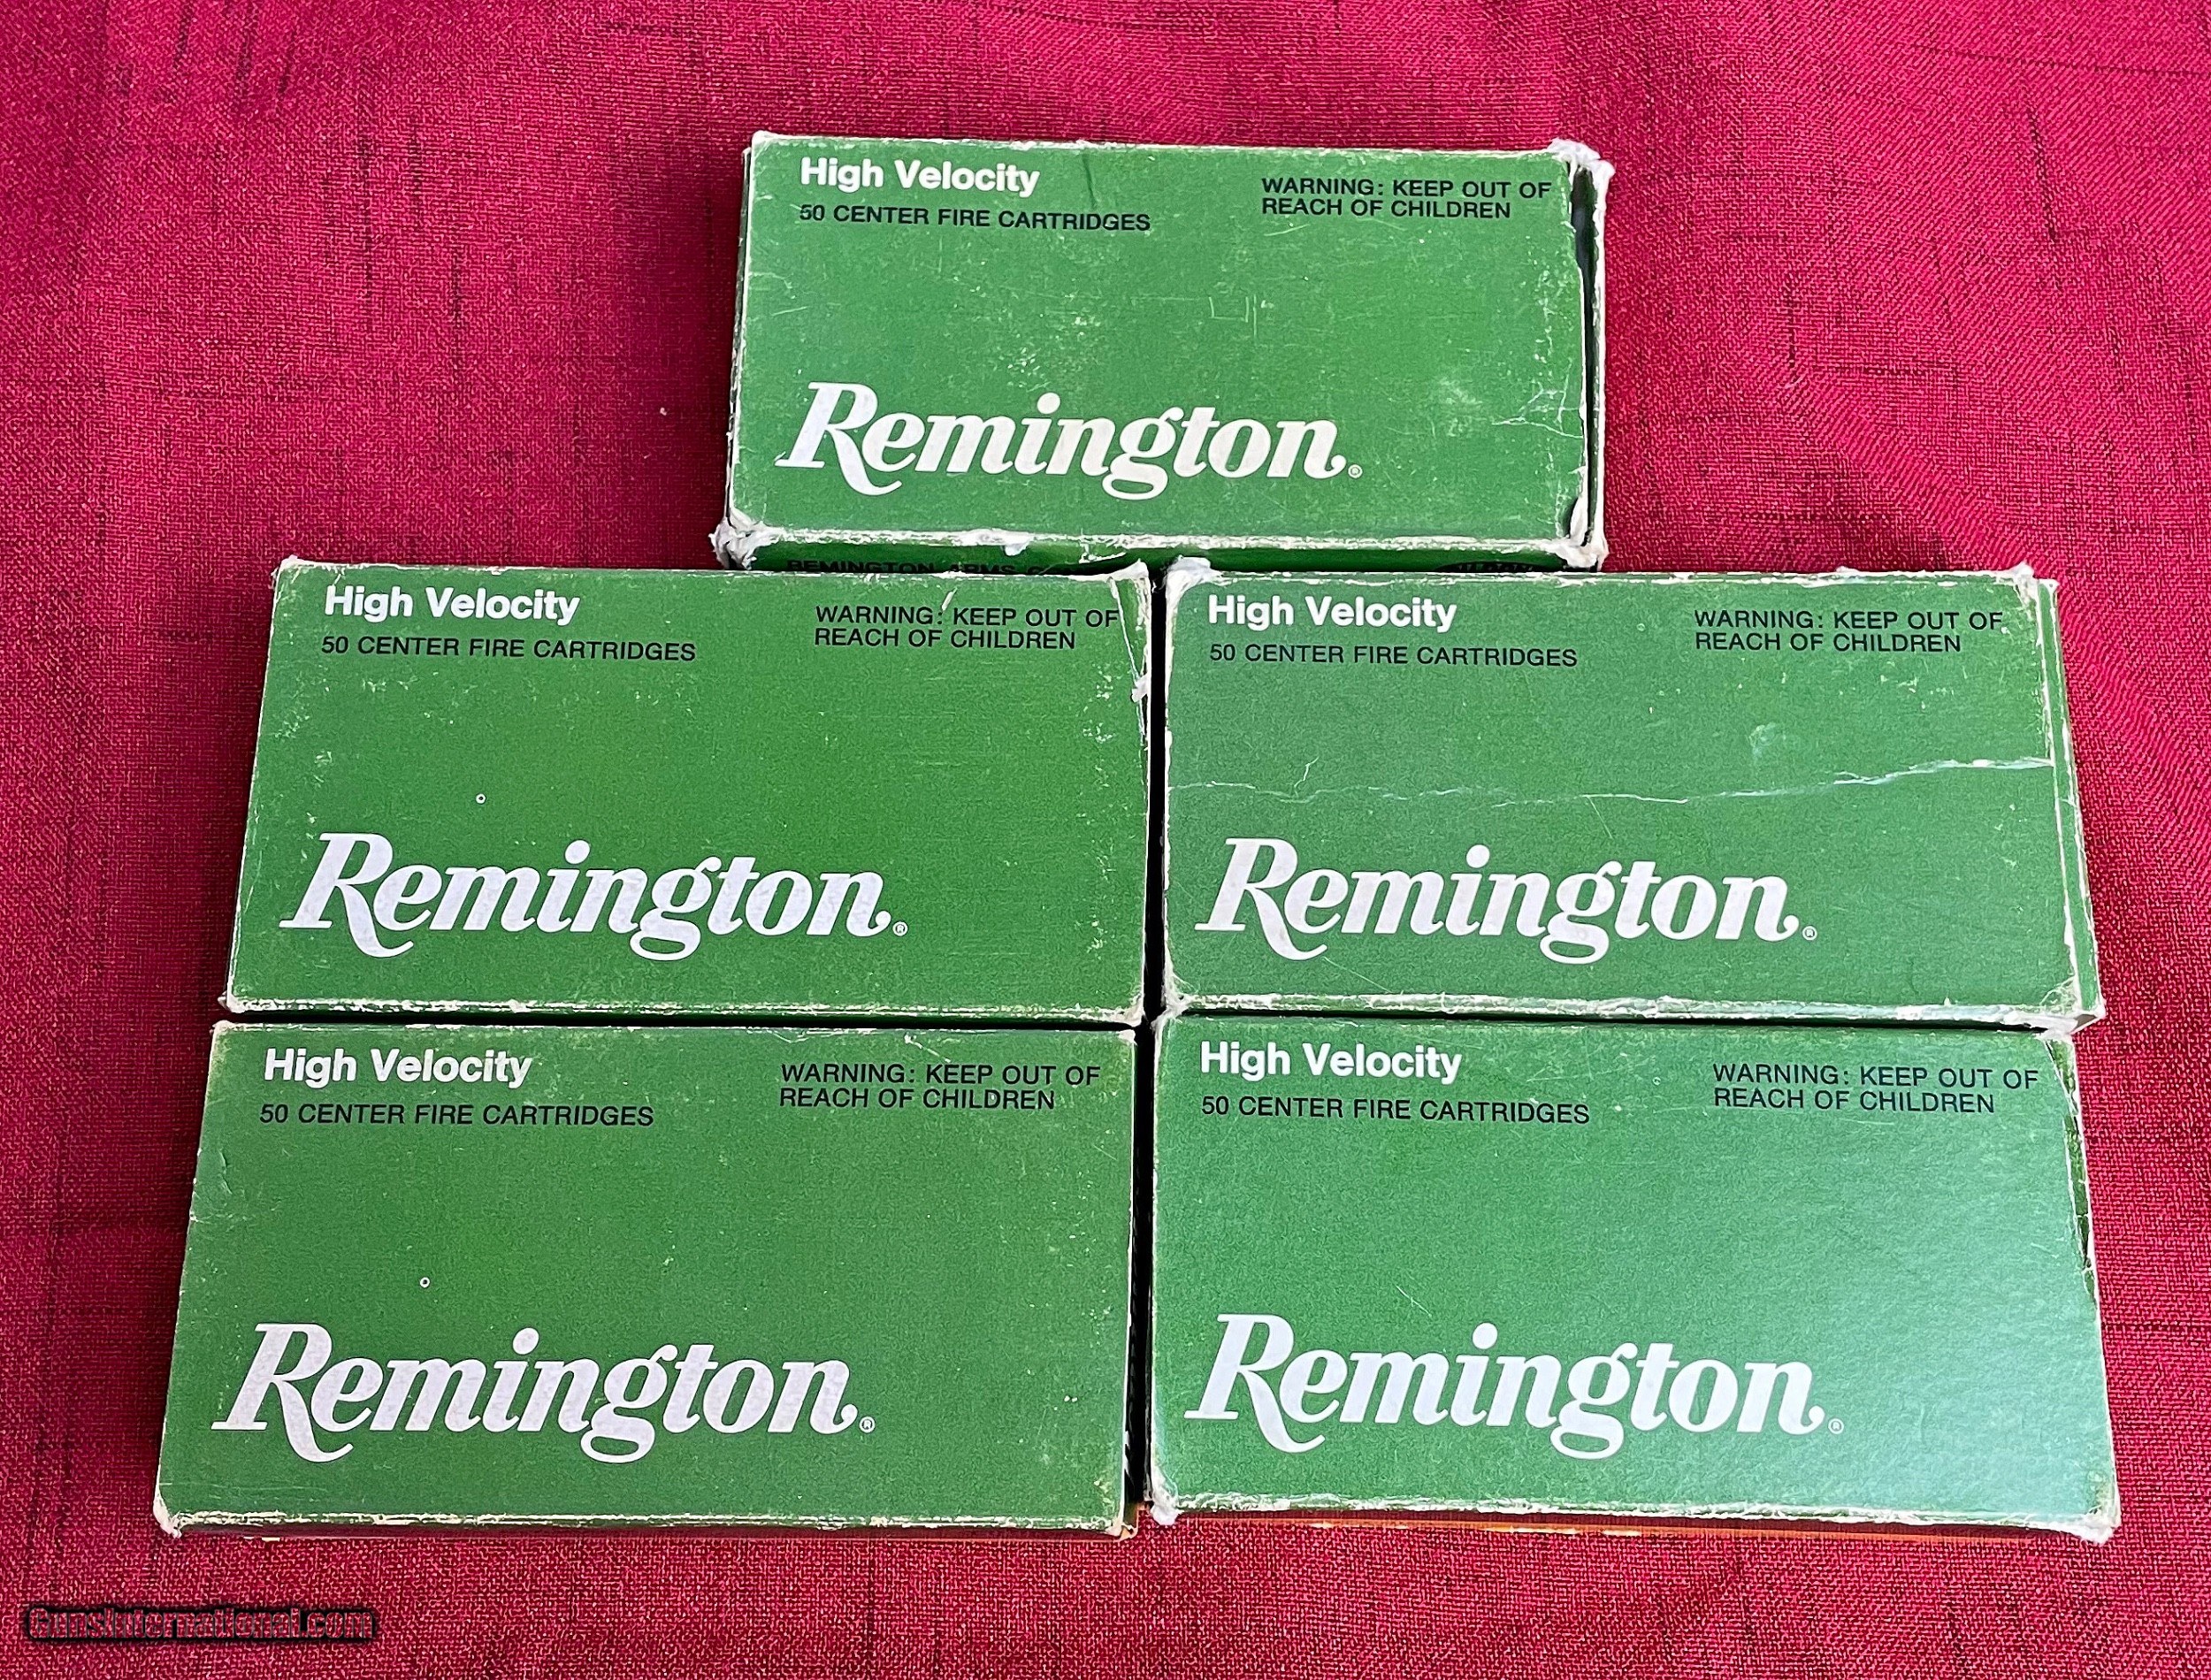 High Velocity
50 CENTER FIRE CARTRIDGES
WARNING: KEEP OUT OF
REACH OF CHILDREN
Remington®
REMINGTON ARMS
High Velocity
50 CENTER FIRE CARTRIDGES
WARNING: KEEP OUT OF
REACH OF CHILDREN
Remington®
High Velocity
50 CENTER FIRE CARTRIDGES
WARNING: KEEP OUT OF
REACH OF CHILDREN
Remington®
High Velocity
50 CENTER FIRE CARTRIDGES
WARNING: KEEP OUT OF
REACH OF CHILDREN
Remington®
High Velocity
50 CENTER FIRE CARTRIDGES
WARNING: KEEP OUT OF
REACH OF CHILDREN
Remington®
GunsInternational.com